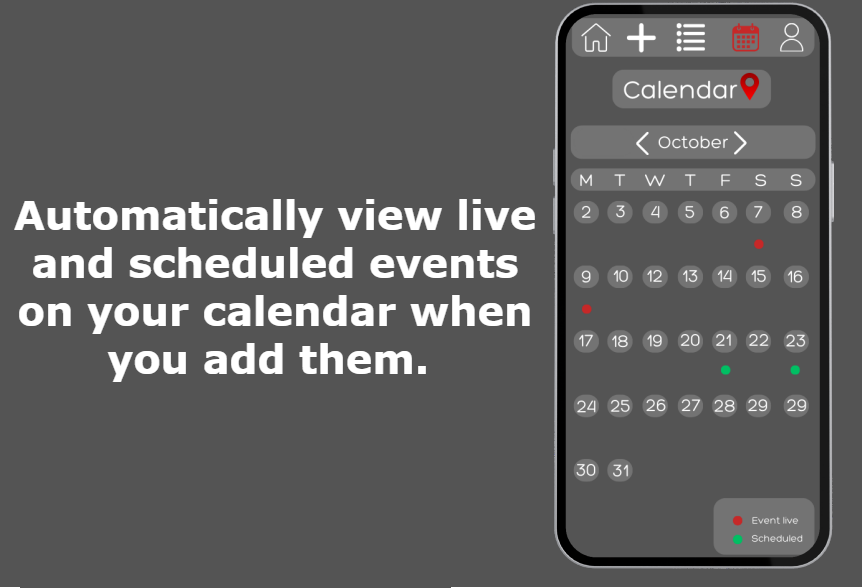 Automatically view live
and scheduled events
on your calendar when
you add them.
Calendar
October
M T W T F S S
2 3 4 5 6 7 8
9 10 12 13 14 15 16
17 18 19 20 21 22 23
24 25 26 27 28 29 29
30 31
Event live
Scheduled